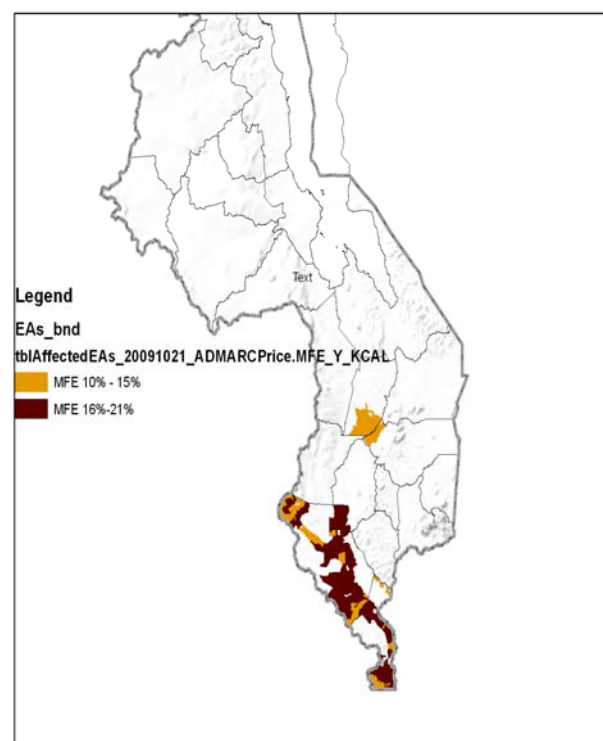 Text
Legend
EAs_bnd
tblAffectedEAs_20091021_ADMARCPrice.MFE_Y_KCAL
MFE 10% - 15%
MFE 16%-21%